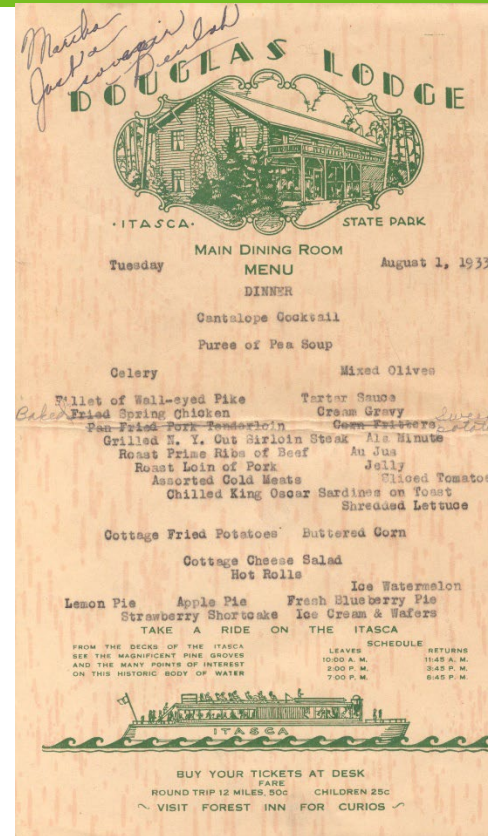 Martha
Just a
souvenir
Beulah
DOUGLAS LODGE
·ITASCA· STATE PARK
MAIN DINING ROOM
Tuesday MENU August 1, 1933
DINNER
Cantalope Cocktail
Puree of Pea Soup
Celery Mixed Olives
Fillet of Wall-eyed Pike Tartar Sauce
Baked Fried Spring Chicken Cream Gravy Sweet
Pan Fried Pork Tenderloin Corn Fritters potato
Grilled N. Y. Cut Sirloin Steak Ala Minute
Roast Prime Ribs of Beef Au Jus
Roast Loin of Pork Jelly
Assorted Cold Meats Sliced Tomatoe
Chilled King Oscar Sardines on Toast
Shredded Lettuce
Cottage Fried Potatoes Buttered Corn
Cottage Cheese Salad
Hot Rolls
Ice Watermelon
Lemon Pie Apple Pie Fresh Blueberry Pie
Strawberry Shortcake Ice Cream & Wafers
TAKE A RIDE ON THE ITASCA
FROM THE DECKS OF THE ITASCA
SEE THE MAGNIFICENT PINE GROVES
AND THE MANY POINTS OF INTEREST
ON THIS HISTORIC BODY OF WATER
SCHEDULE
LEAVES RETURNS
10:00 A. M. 11:45 A. M.
2:00 P. M. 3:45 P. M.
7:00 P. M. 8:45 P. M.
ITASCA
BUY YOUR TICKETS AT DESK
FARE
ROUND TRIP 12 MILES, 50c CHILDREN 25c
~ VISIT FOREST INN FOR CURIOS ~